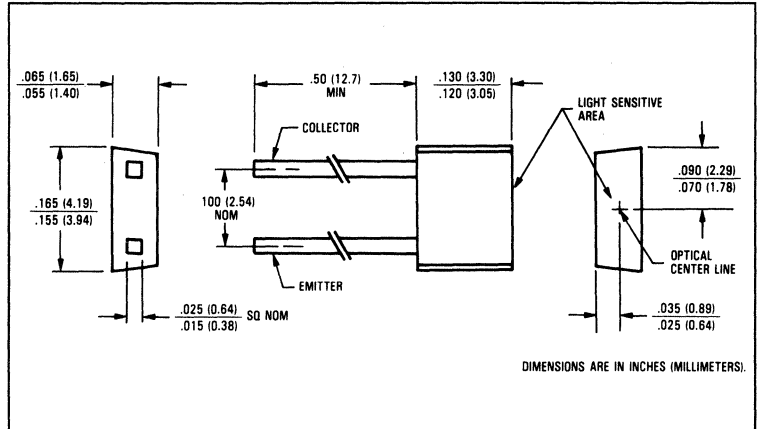 .065 (1.65)
.055 (1.40)
.50 (12.7)
MIN
.130 (3.30)
.120 (3.05)
LIGHT SENSITIVE
AREA
COLLECTOR
.165 (4.19)
.155 (3.94)
100 (2.54)
NOM
.090 (2.29)
.070 (1.78)
OPTICAL
CENTER LINE
EMITTER
.025 (0.64)
.015 (0.38)
SQ NOM
.035 (0.89)
.025 (0.64)
DIMENSIONS ARE IN INCHES (MILLIMETERS).